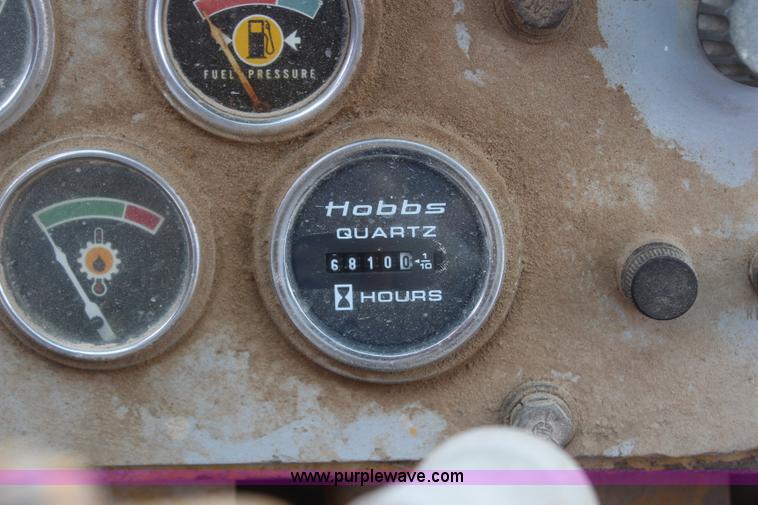 FUEL PRESSURE
Hobbs
QUARTZ
68100 1/10
HOURS
www.purplewave.com